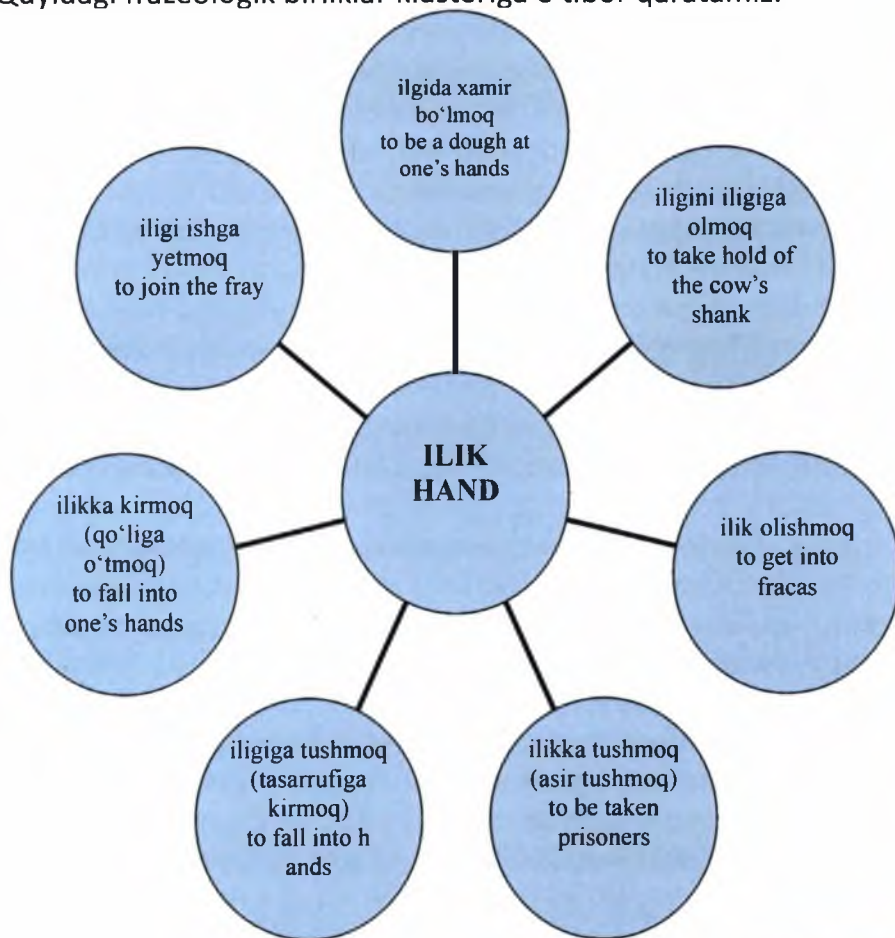 ilgida xamir
bo‘lmoq
to be a dough at
one’s hands
iligini iligiga
olmoq
to take hold of
the cow’s
shank
ilik olishmoq
to get into
fracas
ilikka tushmoq
(asir tushmoq)
to be taken
prisoners
iligiga tushmoq
(tasarrufiga
kirmoq)
to fall into h
ands
ilikka kirmoq
(qo‘liga
o‘tmoq)
to fall into
one’s hands
iligi ishga
yetmoq
to join the fray
ILIK
HAND